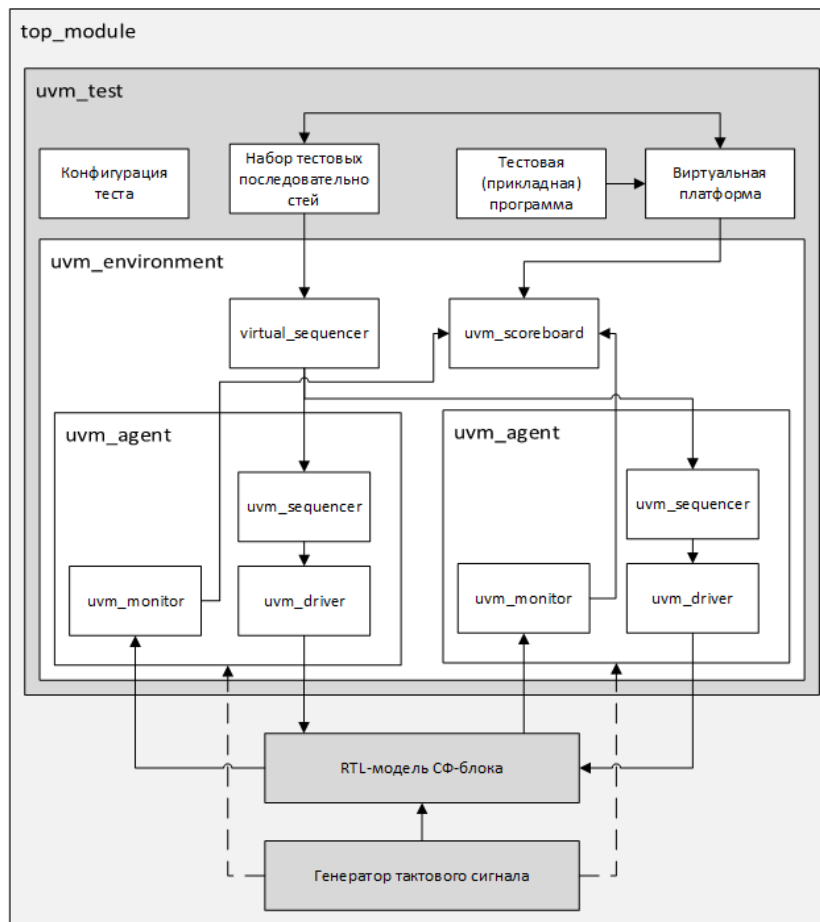 top_module
uvm_test
Конфигурация
теста
Набор тестовых
последовательно
стей
Тестовая
(прикладная)
программа
Виртуальная
платформа
uvm_environment
virtual_sequencer
uvm_scoreboard
uvm_agent
uvm_sequencer
uvm_monitor
uvm_driver
uvm_agent
uvm_sequencer
uvm_monitor
uvm_driver
RTL-модель СФ-блока
Генератор тактового сигнала